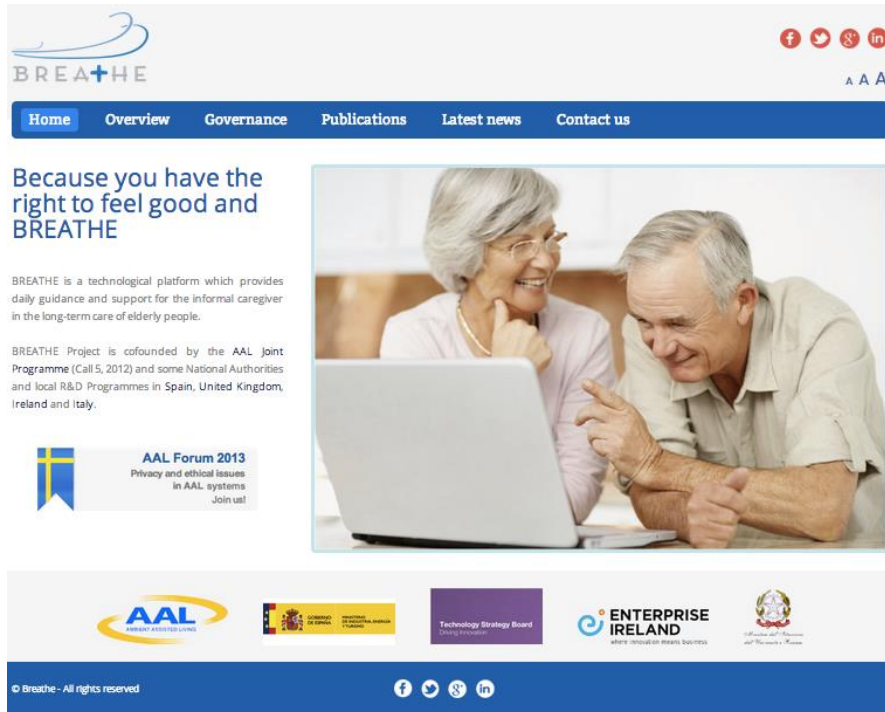 BREATHE
A A A
Home Overview Governance Publications Latest news Contact us
Because you have the
right to feel good and
BREATHE
BREATHE is a technological platform which provides
daily guidance and support for the informal caregiver
in the long-term care of elderly people.
BREATHE Project is cofounded by the AAL Joint
Programme (Call 5, 2012) and some National Authorities
and local R&D Programmes in Spain, United Kingdom,
Ireland and Italy.
AAL Forum 2013
Privacy and ethical issues
in AAL systems
Join us!
AAL
AMBIENT ASSISTED LIVING
GOBIERNO
DE ESPAÑA
MINISTERIO
DE INDUSTRIA, ENERGÍA
Y TURISMO
Technology Strategy Board
Driving Innovation
ENTERPRISE
IRELAND
where innovation means business
© Breathe - All rights reserved